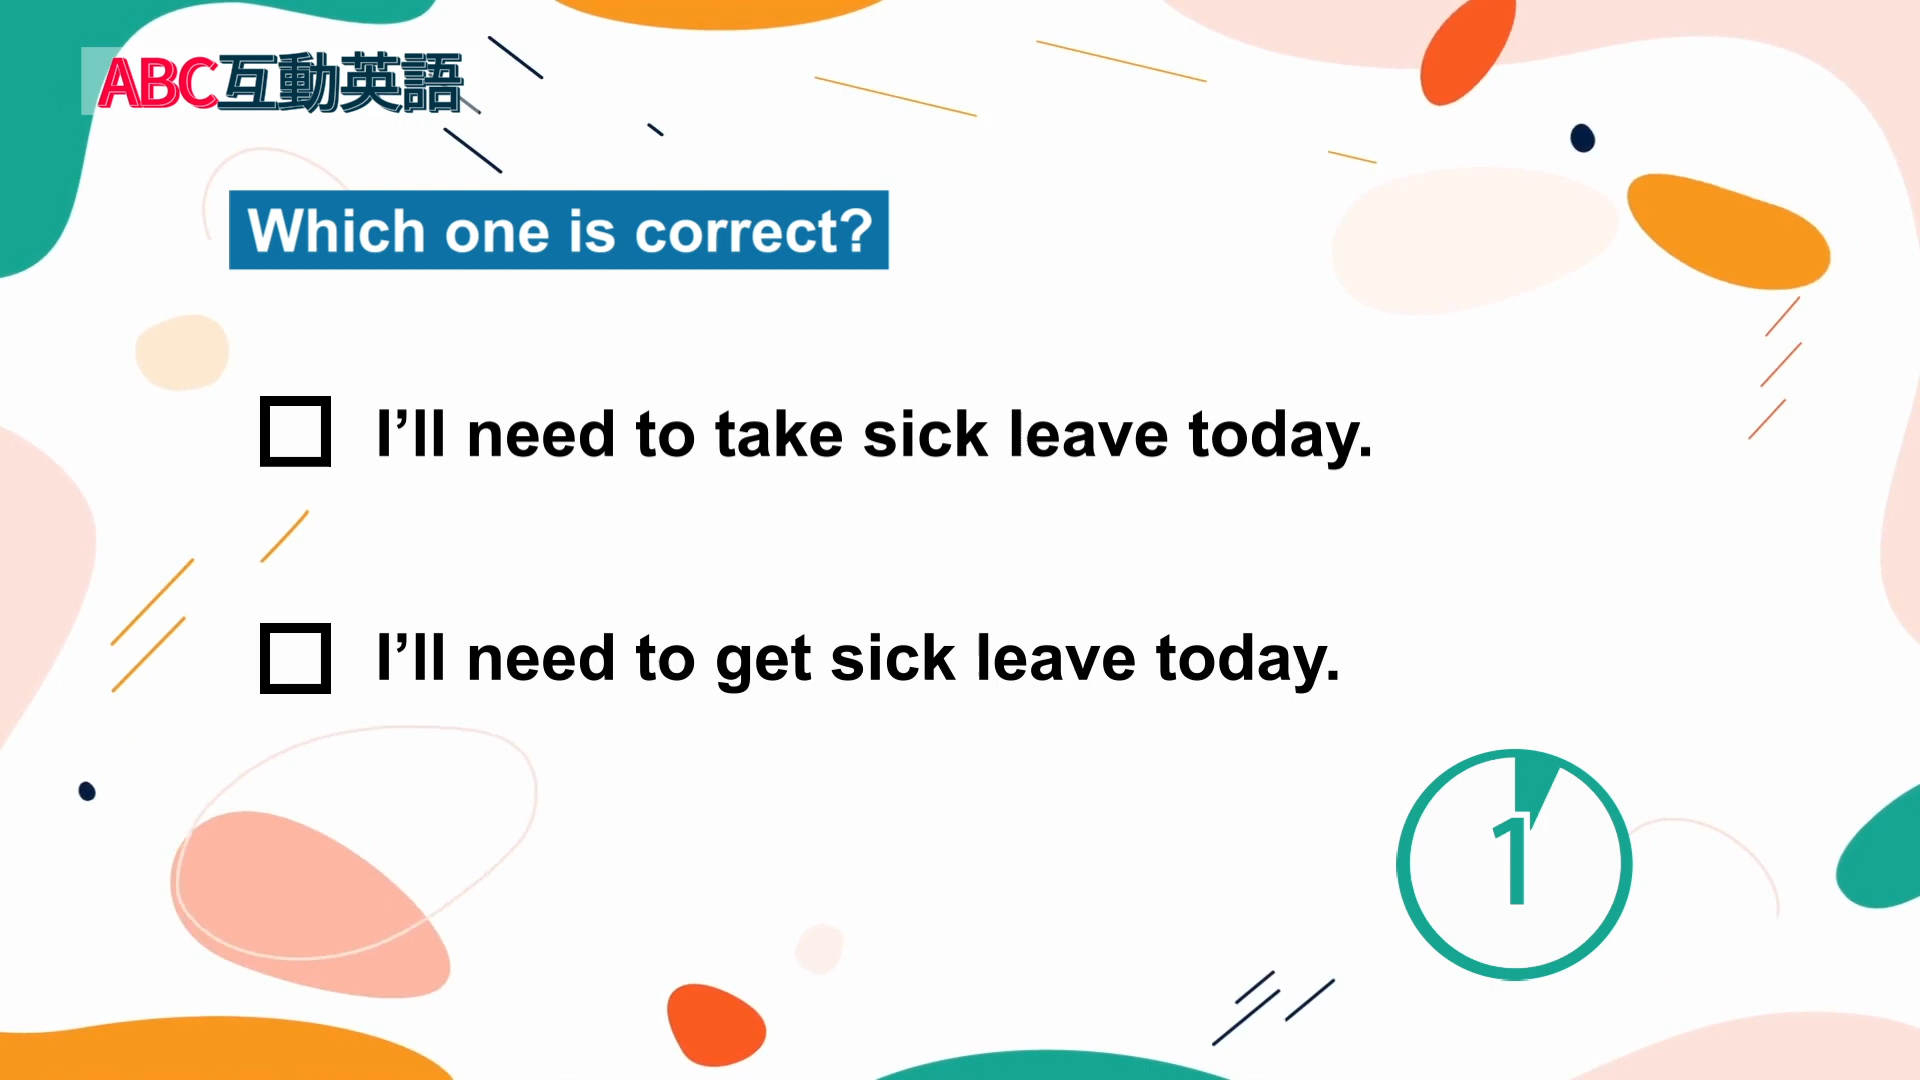 ABC互動英語
Which one is correct?
I’ll need to take sick leave today.
I’ll need to get sick leave today.
1